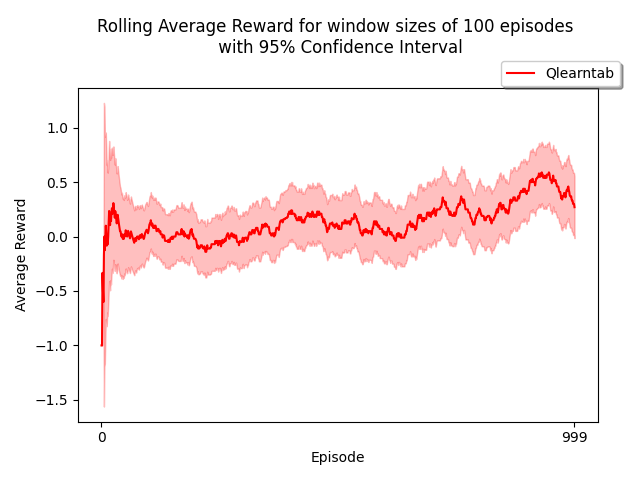 Rolling Average Reward for window sizes of 100 episodes
with 95% Confidence Interval
Qlearntab
Average Reward
1.0
0.5
0.0
−0.5
−1.0
−1.5
0
999
Episode